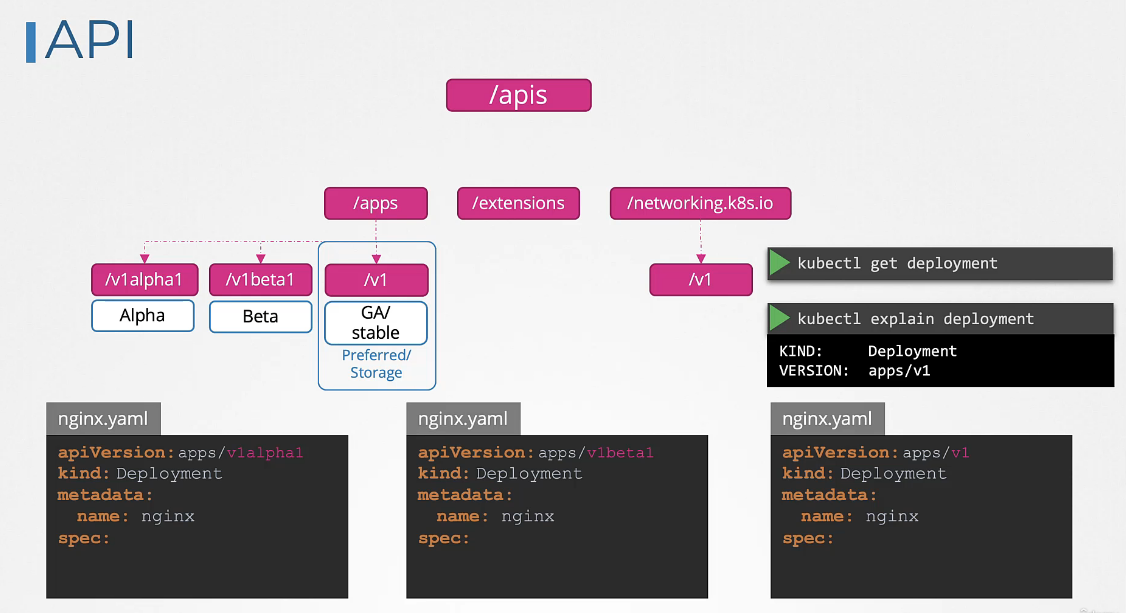 API
/apis
/apps
/extensions
/networking.k8s.io
/v1alpha1
/v1beta1
/v1
/v1
Alpha
Beta
GA/
stable
Preferred/
Storage
kubectl get deployment
kubectl explain deployment
KIND: Deployment
VERSION: apps/v1
nginx.yaml
apiVersion: apps/v1alpha1
kind: Deployment
metadata:
name: nginx
spec:
nginx.yaml
apiVersion: apps/v1beta1
kind: Deployment
metadata:
name: nginx
spec:
nginx.yaml
apiVersion: apps/v1
kind: Deployment
metadata:
name: nginx
spec: